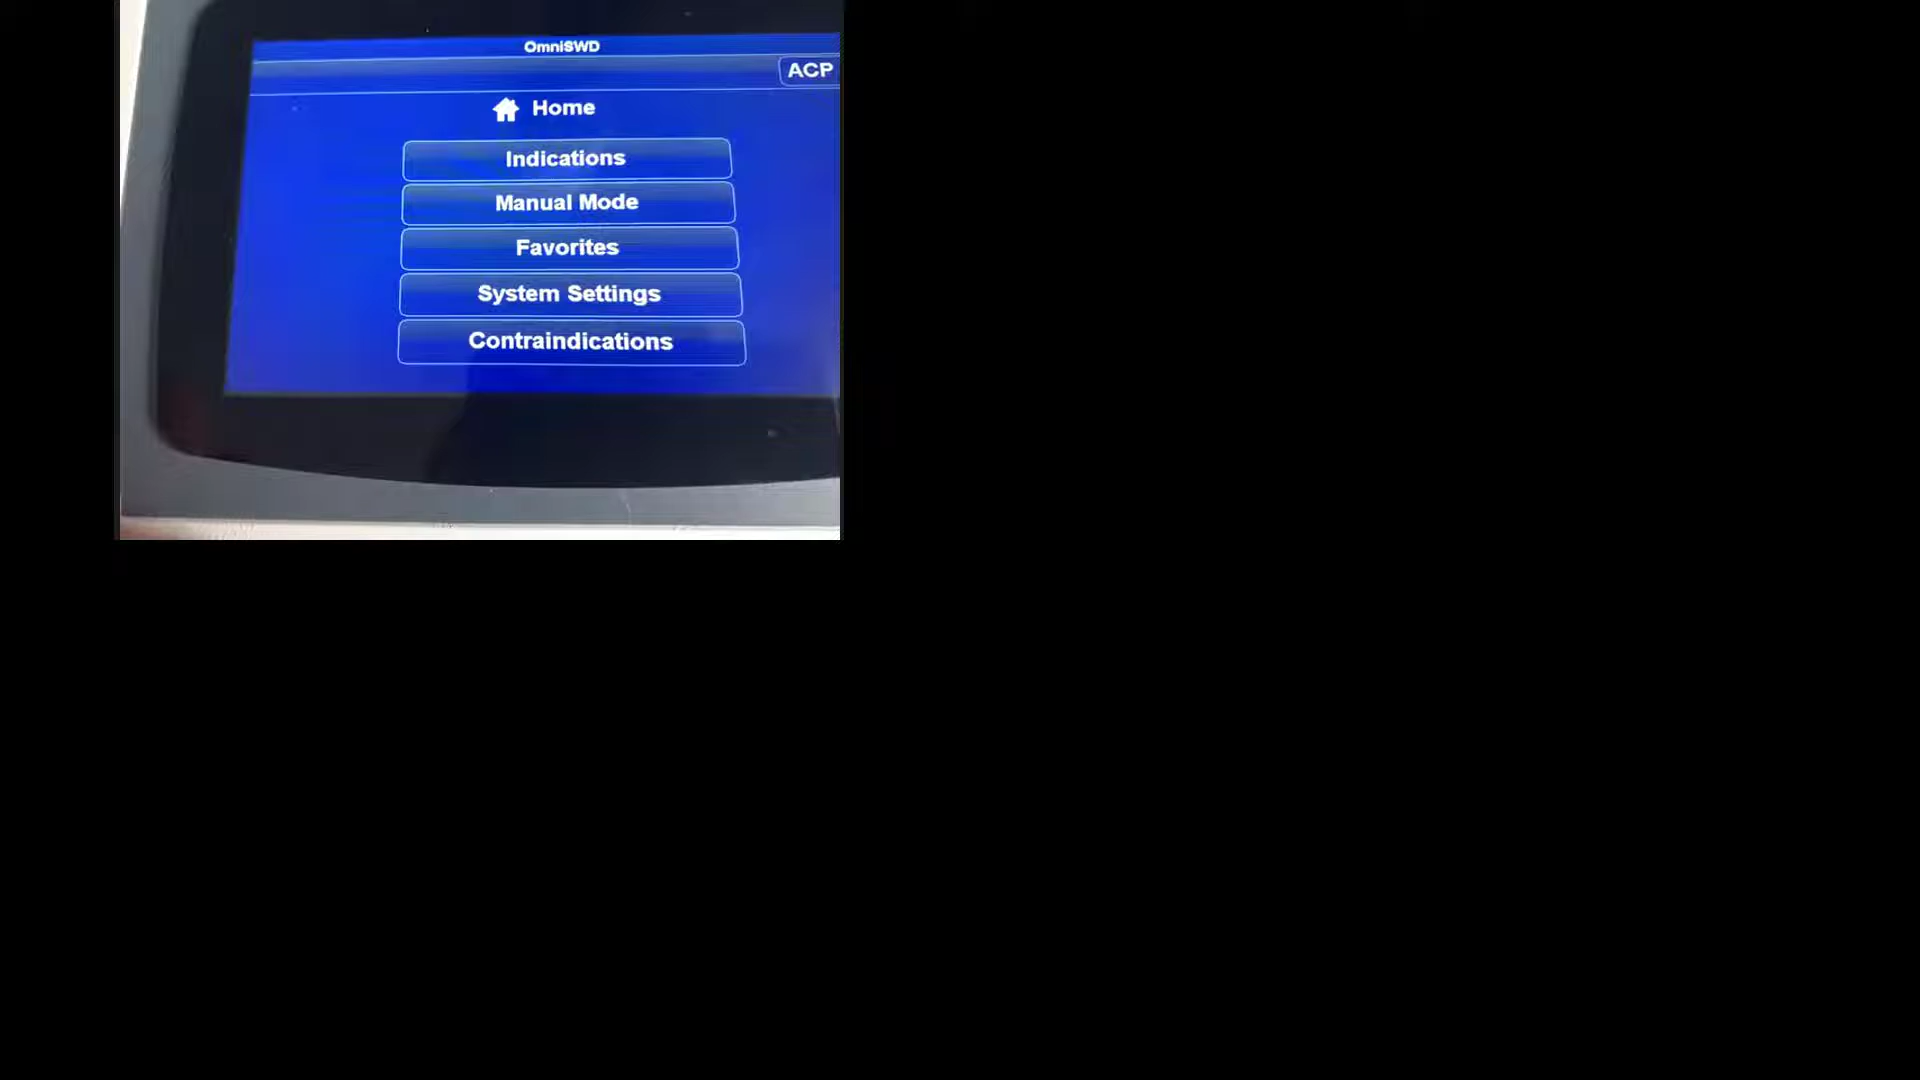 OmniSWD
ACP
Home
Indications
Manual Mode
Favorites
System Settings
Contraindications